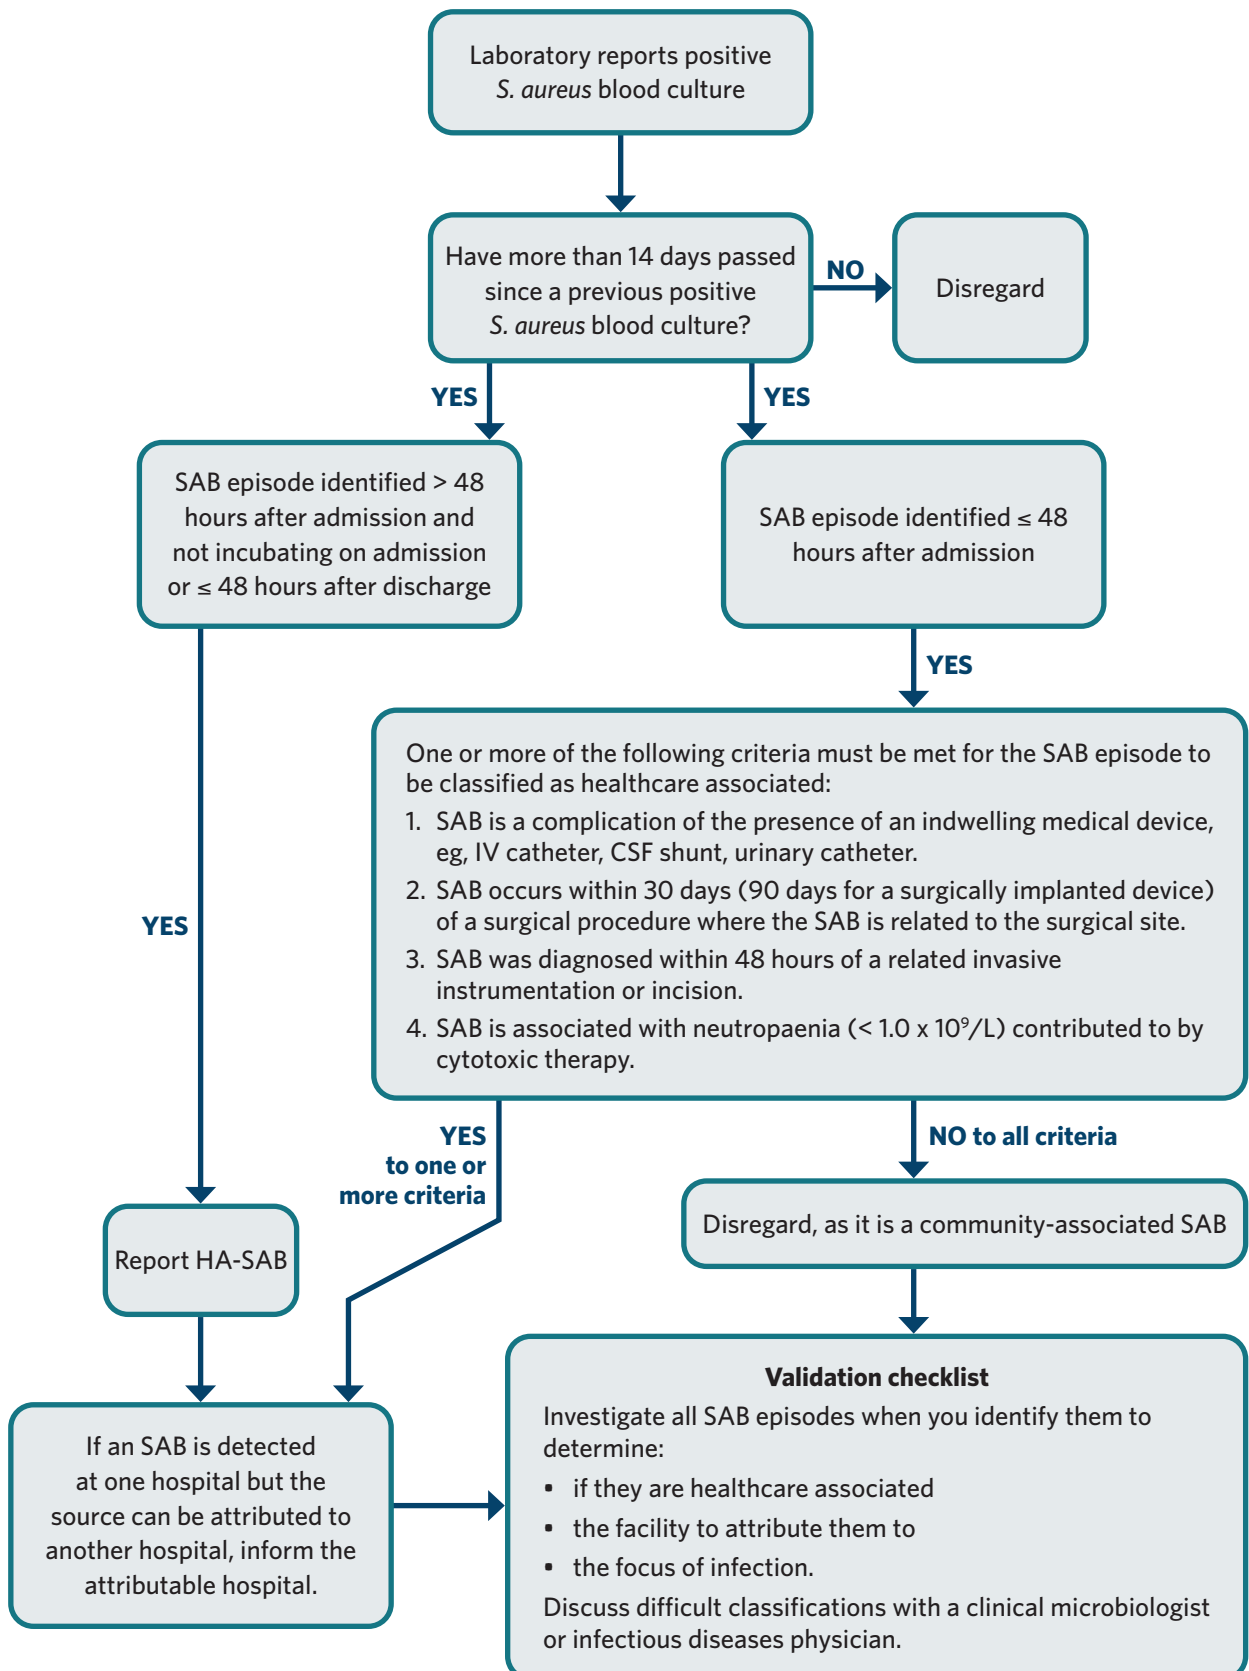 Laboratory reports positive
S. aureus blood culture
Have more than 14 days passed
since a previous positive
S. aureus blood culture?
NO
Disregard
YES
YES
SAB episode identified > 48
hours after admission and
not incubating on admission
or ≤ 48 hours after discharge
SAB episode identified ≤ 48
hours after admission
YES
One or more of the following criteria must be met for the SAB episode to
be classified as healthcare associated:
1. SAB is a complication of the presence of an indwelling medical device,
eg, IV catheter, CSF shunt, urinary catheter.
2. SAB occurs within 30 days (90 days for a surgically implanted device)
of a surgical procedure where the SAB is related to the surgical site.
3. SAB was diagnosed within 48 hours of a related invasive
instrumentation or incision.
4. SAB is associated with neutropaenia (< 1.0 x 10⁹/L) contributed to by
cytotoxic therapy.
YES
YES
to one or
more criteria
NO to all criteria
Report HA-SAB
Disregard, as it is a community-associated SAB
If an SAB is detected
at one hospital but the
source can be attributed to
another hospital, inform the
attributable hospital.
Validation checklist
Investigate all SAB episodes when you identify them to
determine:
• if they are healthcare associated
• the facility to attribute them to
• the focus of infection.
Discuss difficult classifications with a clinical microbiologist
or infectious diseases physician.